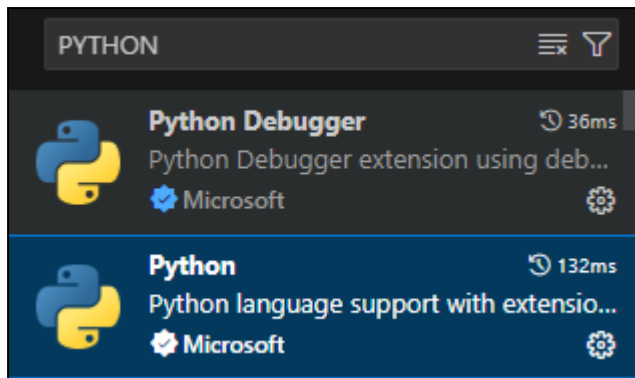 PYTHON
Python Debugger 36ms
Python Debugger extension using deb...
Microsoft
Python 132ms
Python language support with extensio...
Microsoft